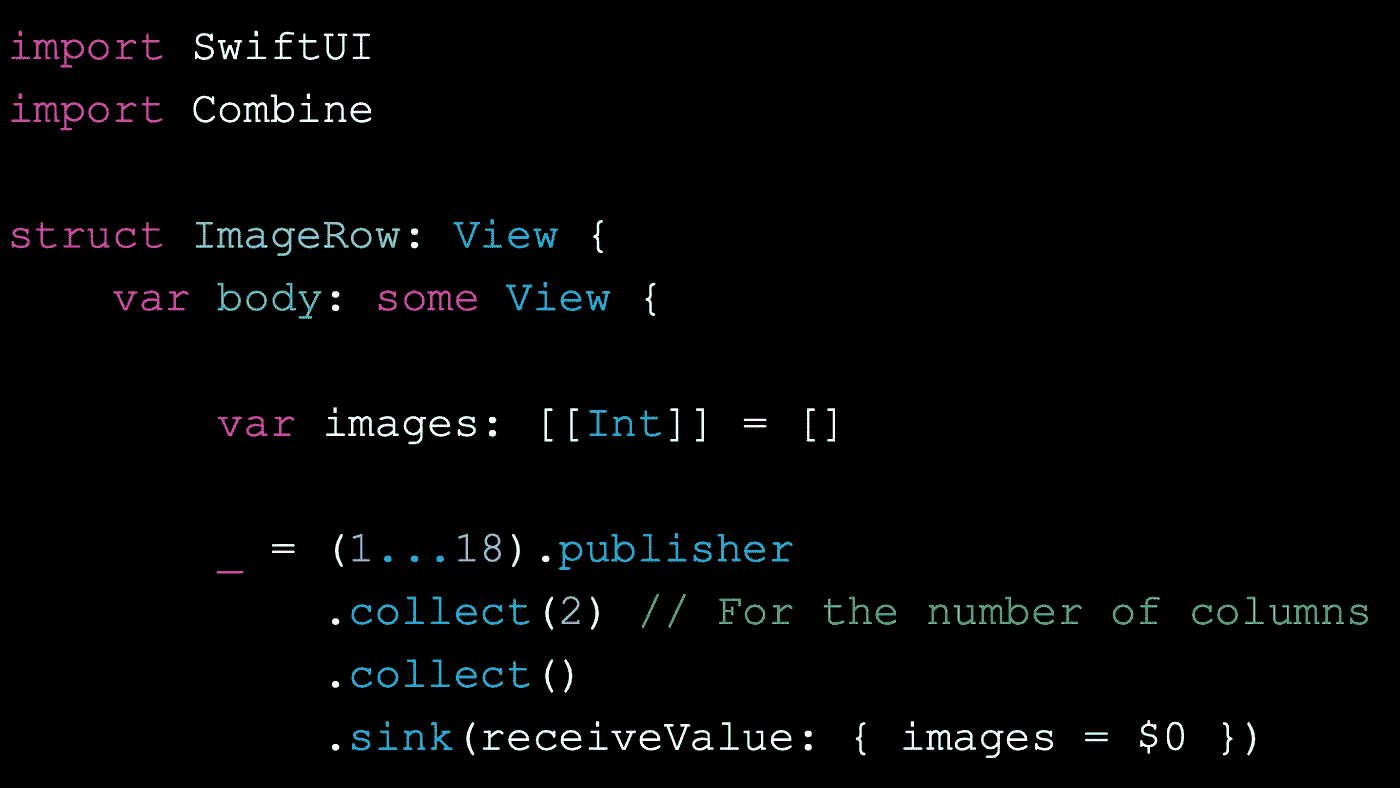 import SwiftUI
import Combine
struct ImageRow: View {
    var body: some View {
        var images: [[Int]] = []
        _ = (1...18).publisher
            .collect(2) // For the number of columns
            .collect()
            .sink(receiveValue: { images = $0 })